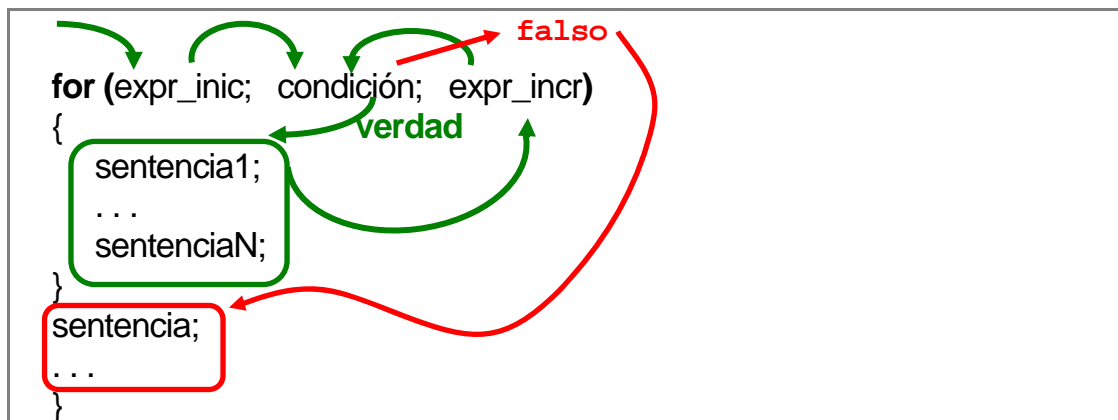 falso
for (expr_inic; condición; expr_incr)
{ verdad
sentencia1;
. . .
sentenciaN;
}
sentencia;
. . .
}